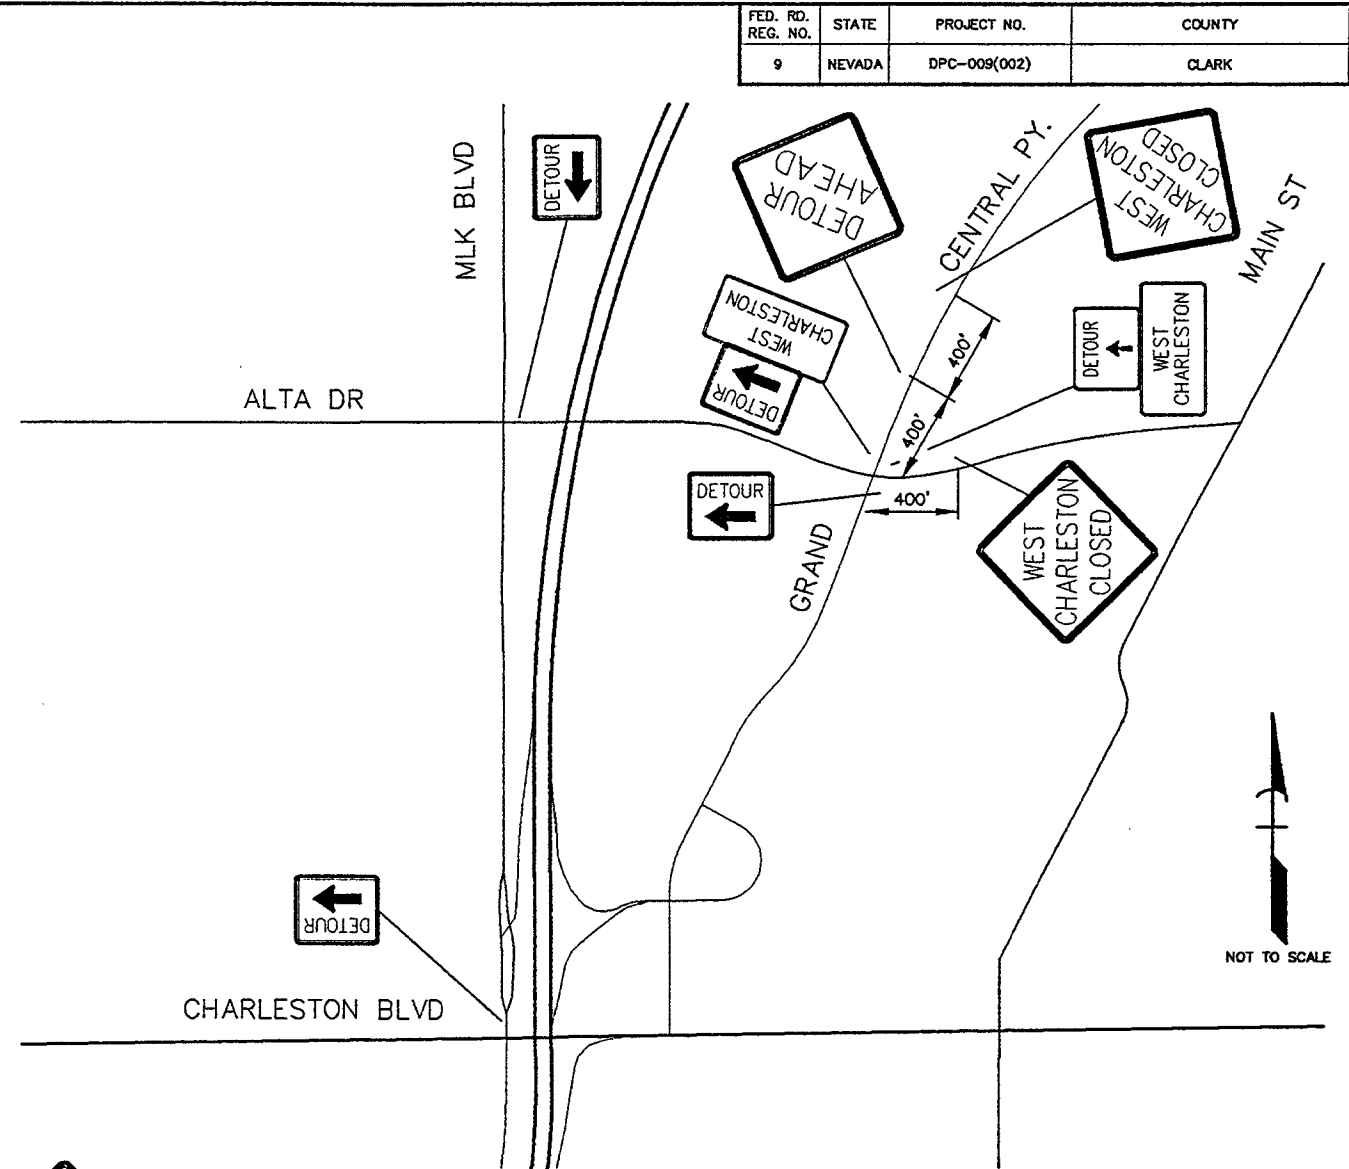 FED. RD. REG. NO.
STATE
PROJECT NO.
COUNTY
9
NEVADA
DPC-009(002)
CLARK
MLK BLVD
DETOUR
DETOUR
AHEAD
CENTRAL PY.
WEST
CHARLESTON
CLOSED
MAIN ST
WEST
CHARLESTON
DETOUR
400'
DETOUR
WEST
CHARLESTON
ALTA DR
400'
DETOUR
400'
GRAND
WEST
CHARLESTON
CLOSED
DETOUR
CHARLESTON BLVD
NOT TO SCALE